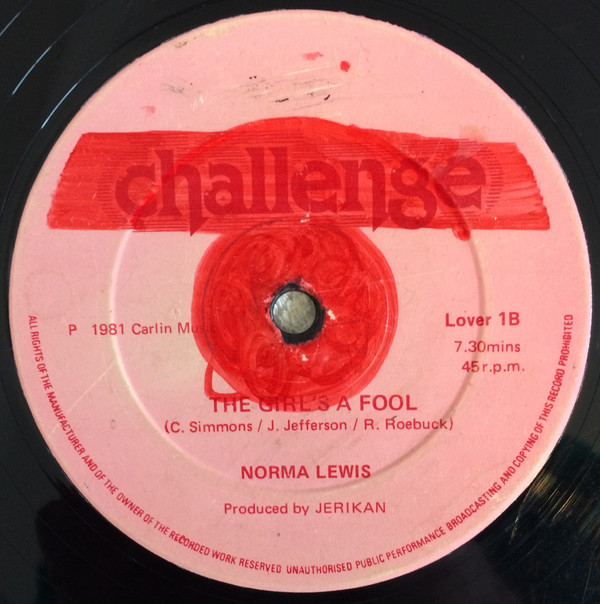 challenge
P 1981 Carlin Mus
Lover 1B
7.30mins
45 r.p.m.
THE GIRL'S A FOOL
(C. Simmons / J. Jefferson / R. Roebuck)
NORMA LEWIS
Produced by JERIKAN
ALL RIGHTS OF THE MANUFACTURER AND OF THE OWNER OF THE RECORDED WORK RESERVED UNAUTHORISED PUBLIC PERFORMANCE BROADCASTING AND COPYING OF THIS RECORD PROHIBITED